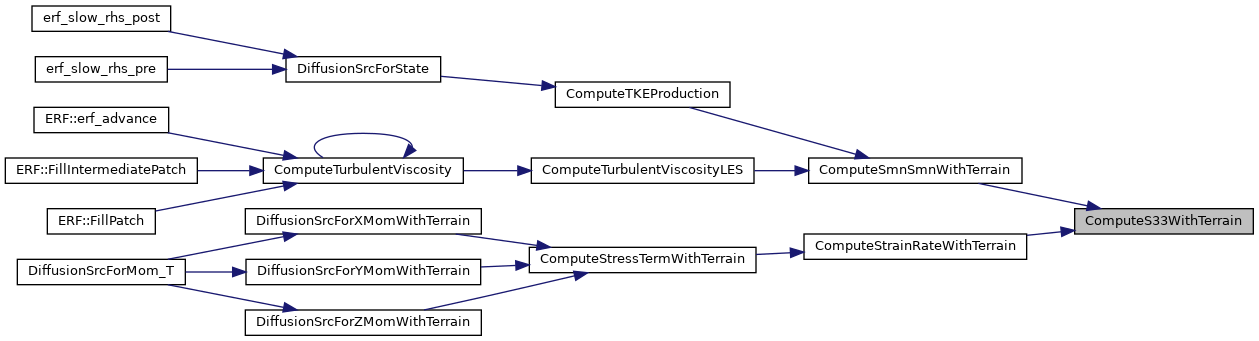 erf_slow_rhs_post
erf_slow_rhs_pre
DiffusionSrcForState
ComputeTKEProduction
ERF::erf_advance
ERF::FillIntermediatePatch
ComputeTurbulentViscosity
ComputeTurbulentViscosityLES
ComputeSmnSmnWithTerrain
ERF::FillPatch
DiffusionSrcForXMomWithTerrain
ComputeS33WithTerrain
ComputeStrainRateWithTerrain
ComputeStressTermWithTerrain
DiffusionSrcForMom_T
DiffusionSrcForYMomWithTerrain
DiffusionSrcForZMomWithTerrain